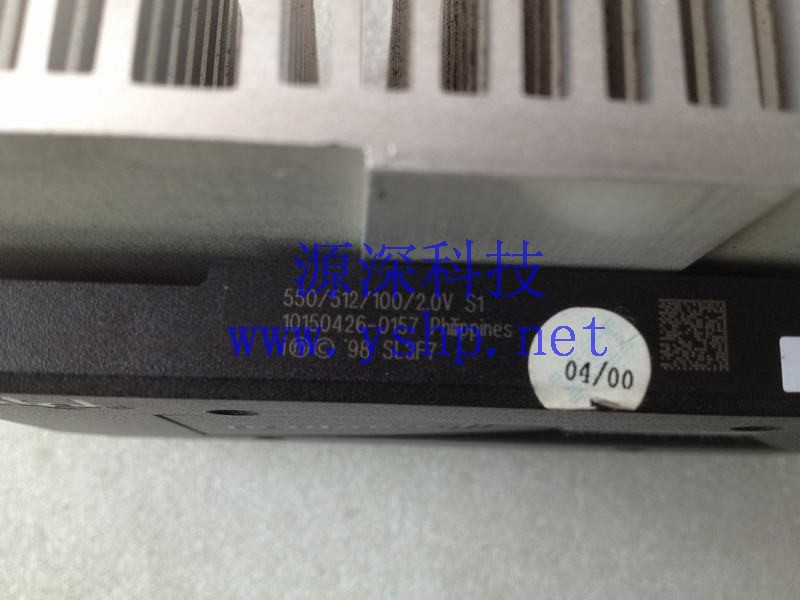 源深科技
550/512/100/2.0V S1
10150426-0157 Philippines
www.yshp.net
i Ⓜ © '98 SL3F7
04/00